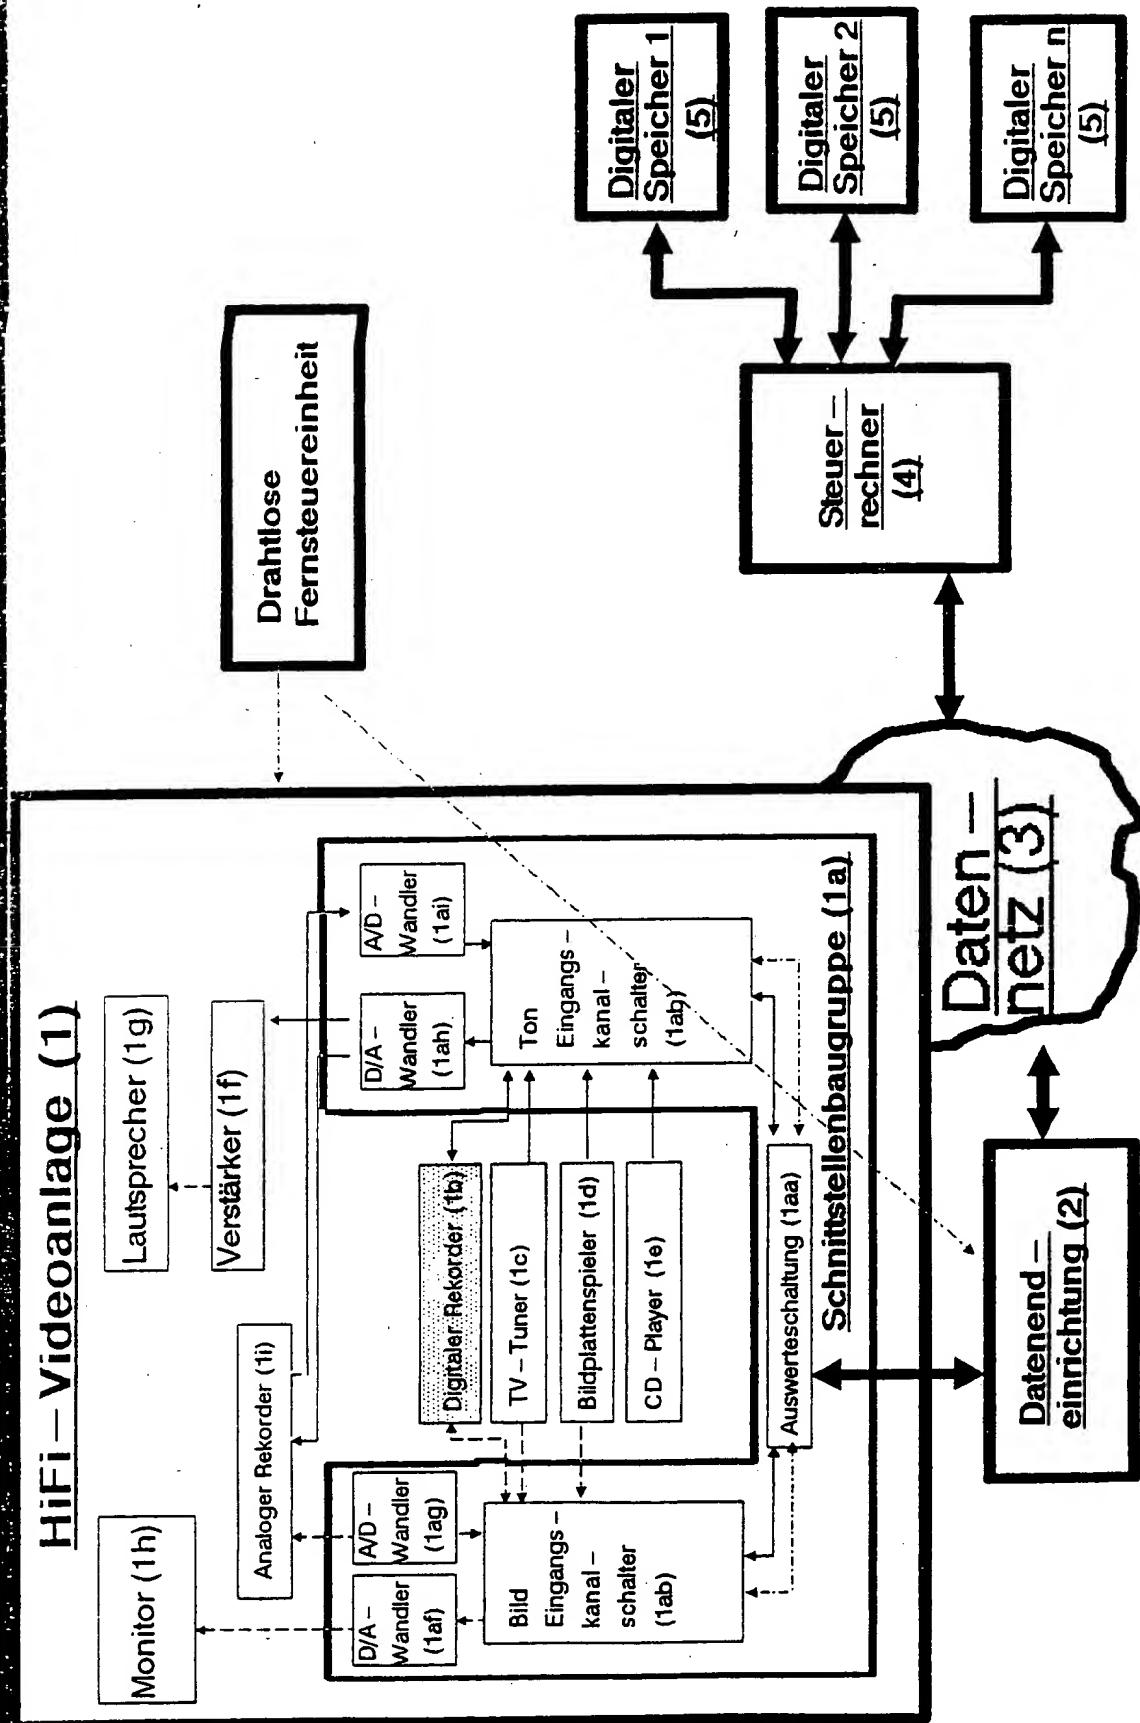 HiFi – Videoanlage (1)
Monitor (1h)
Analoger Rekorder (1i)
Lautsprecher (1g)
Verstärker (1f)
D/A –
Wandler
(1af)
A/D –
Wandler
(1ag)
D/A –
Wandler
(1ah)
A/D –
Wandler
(1ai)
Bild
Eingangs –
kanal –
schalter
(1ab)
Digitaler Rekorder (1b)
TV – Tuner (1c)
Bildplattenspieler (1d)
CD – Player (1e)
Ton
Eingangs –
kanal –
schalter
(1ab)
Auswerteschaltung (1aa)
Schnittstellenbaugruppe (1a)
Drahtlose
Fernsteuereinheit
Datenend –
einrichtung (2)
Daten –
netz (3)
Steuer –
rechner
(4)
Digitaler
Speicher 1
(5)
Digitaler
Speicher 2
(5)
Digitaler
Speicher n
(5)